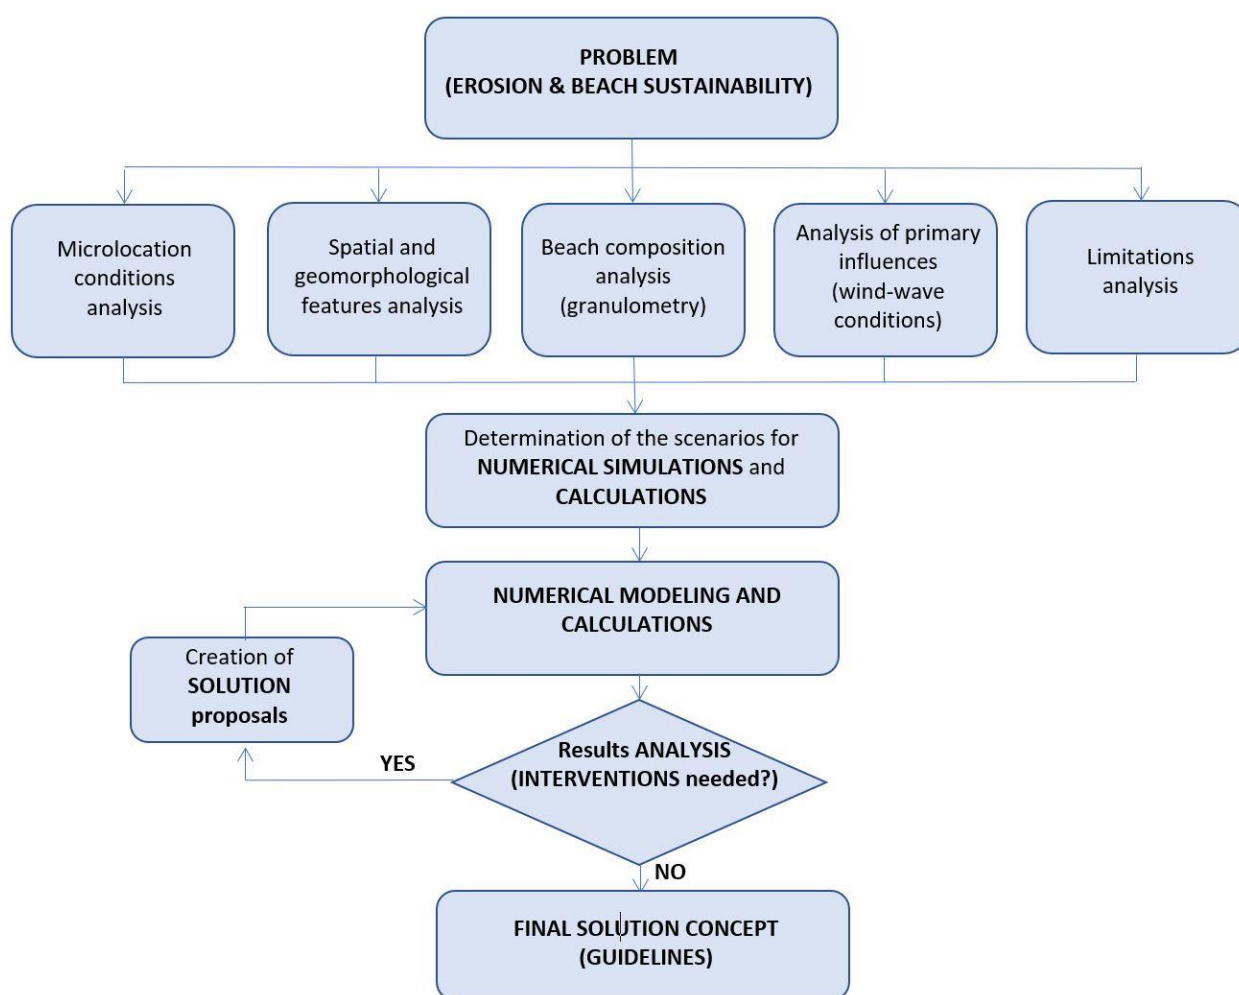 PROBLEM
(EROSION & BEACH SUSTAINABILITY)
Microlocation
conditions
analysis
Spatial and
geomorphological
features analysis
Beach composition
analysis
(granulometry)
Analysis of primary
influences
(wind-wave
conditions)
Limitations
analysis
Determination of the scenarios for
NUMERICAL SIMULATIONS and
CALCULATIONS
NUMERICAL MODELING AND
CALCULATIONS
Creation of
SOLUTION
proposals
Results ANALYSIS
(INTERVENTIONS needed?)
YES
NO
FINAL SOLUTION CONCEPT
(GUIDELINES)